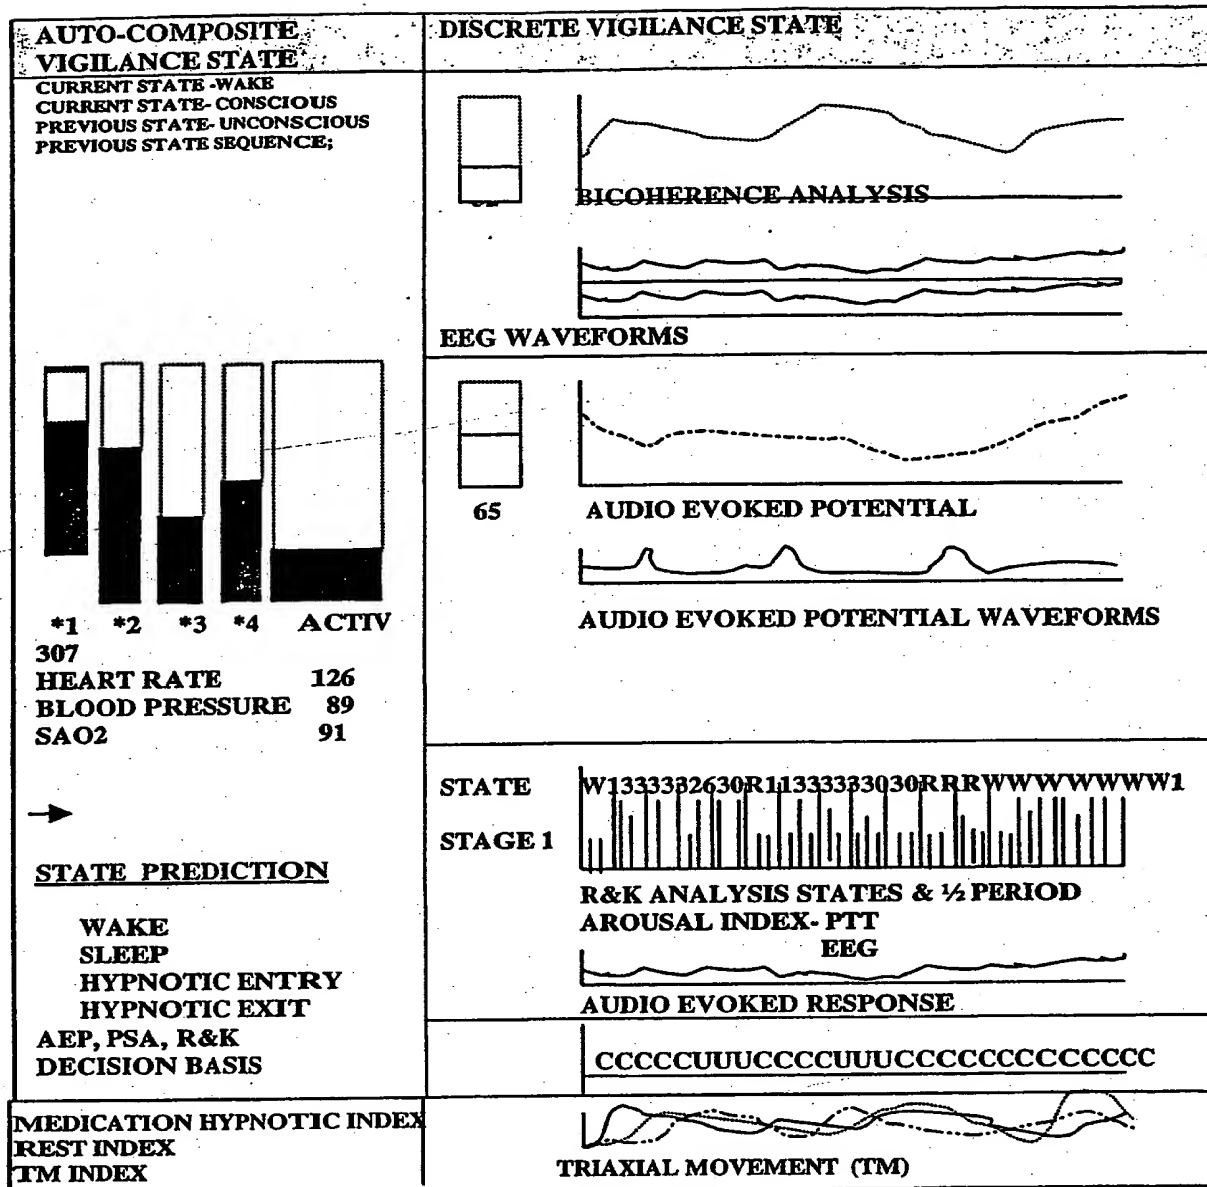 AUTO-COMPOSITE
VIGILANCE STATE
CURRENT STATE -WAKE
CURRENT STATE- CONSCIOUS
PREVIOUS STATE- UNCONSCIOUS
PREVIOUS STATE SEQUENCE;
*1 *2 *3 *4 ACTIV
307
HEART RATE 126
BLOOD PRESSURE 89
SAO2 91
STATE PREDICTION
WAKE
SLEEP
HYPNOTIC ENTRY
HYPNOTIC EXIT
AEP, PSA, R&K
DECISION BASIS
MEDICATION HYPNOTIC INDEX
REST INDEX
TM INDEX
DISCRETE VIGILANCE STATE
BICOHERENCE ANALYSIS
EEG WAVEFORMS
65
AUDIO EVOKED POTENTIAL
AUDIO EVOKED POTENTIAL WAVEFORMS
STATE
W1333332630R11333333030RRRWWWWWWWW1
STAGE 1
R&K ANALYSIS STATES & ½ PERIOD
AROUSAL INDEX- PTT
EEG
AUDIO EVOKED RESPONSE
CCCCCUUUCCCCUUUCCCCCCCCCCCCCC
TRIAXIAL MOVEMENT (TM)